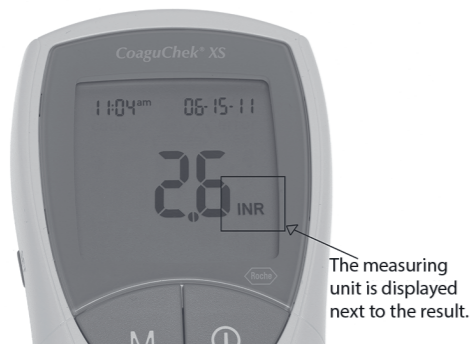 CoaguChek® XS
11:04am 06-15-11
2.6 INR
Roche
M
The measuring
unit is displayed
next to the result.